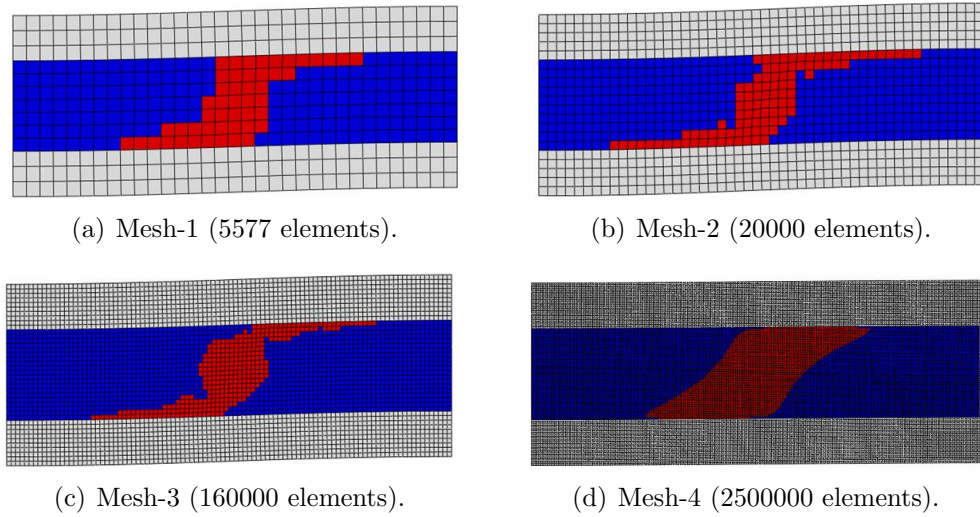 (a) Mesh-1 (5577 elements).
(b) Mesh-2 (20000 elements).
(c) Mesh-3 (160000 elements).
(d) Mesh-4 (2500000 elements).